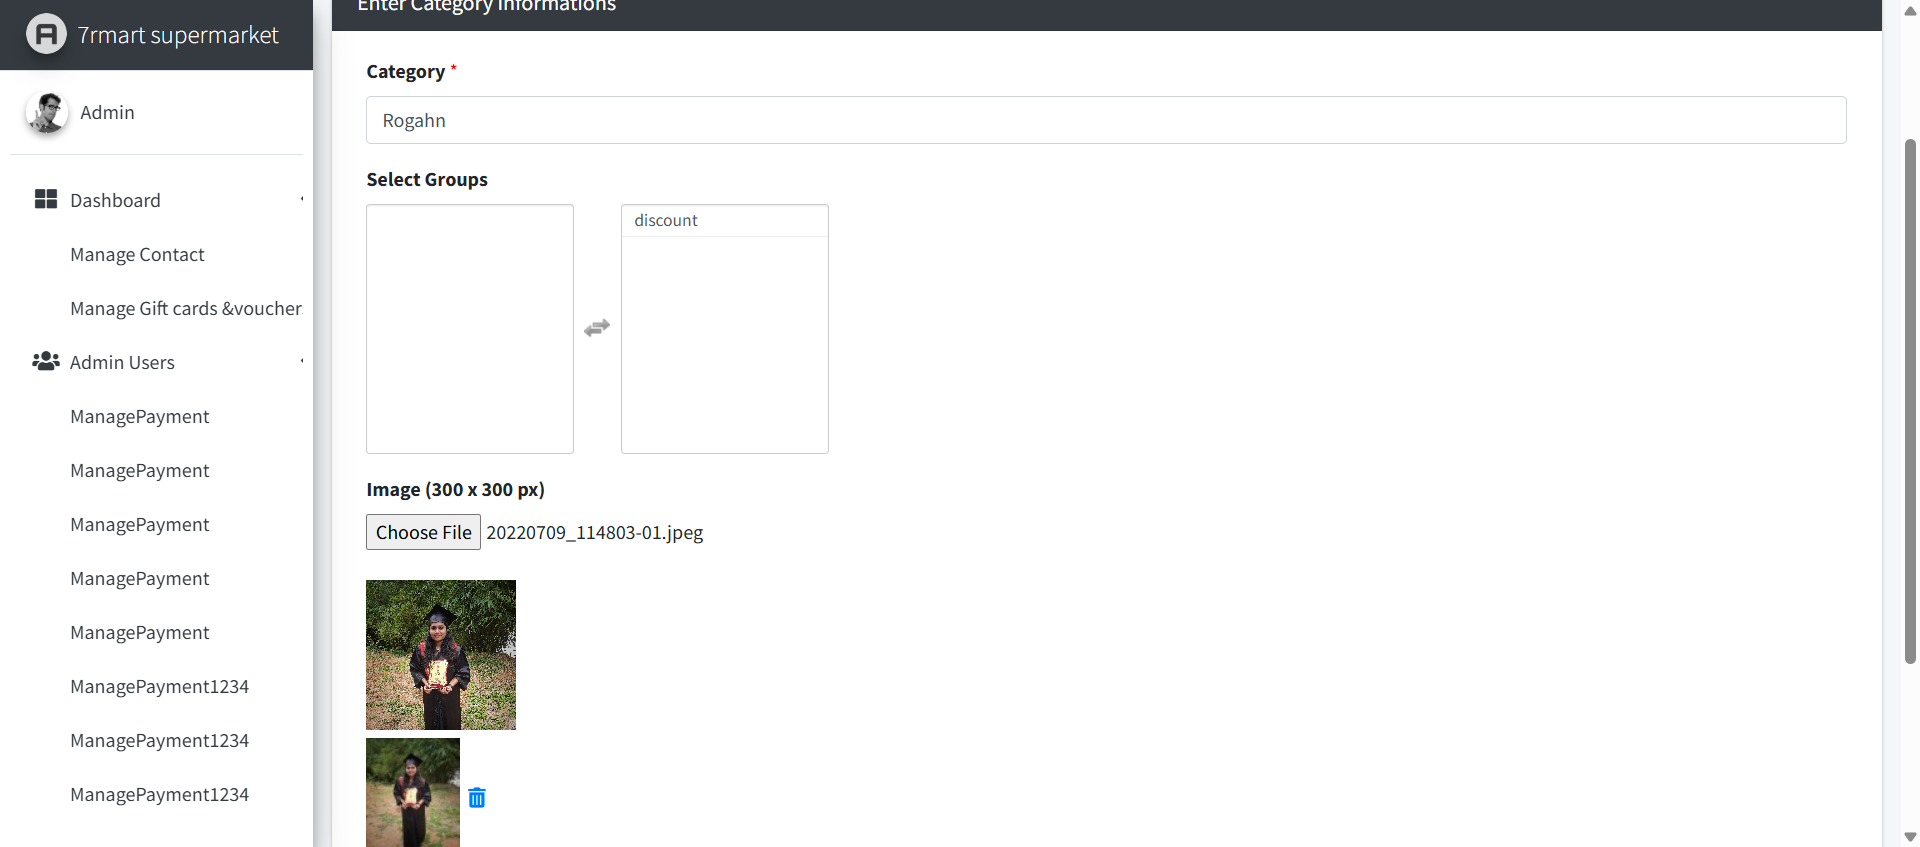 7rmart supermarket
Admin
Dashboard
Manage Contact
Manage Gift cards &voucher
Admin Users
ManagePayment
ManagePayment
ManagePayment
ManagePayment
ManagePayment
ManagePayment1234
ManagePayment1234
ManagePayment1234
Enter Category Informations
Category *
Rogahn
Select Groups
discount
Image (300 x 300 px)
Choose File 20220709_114803-01.jpeg